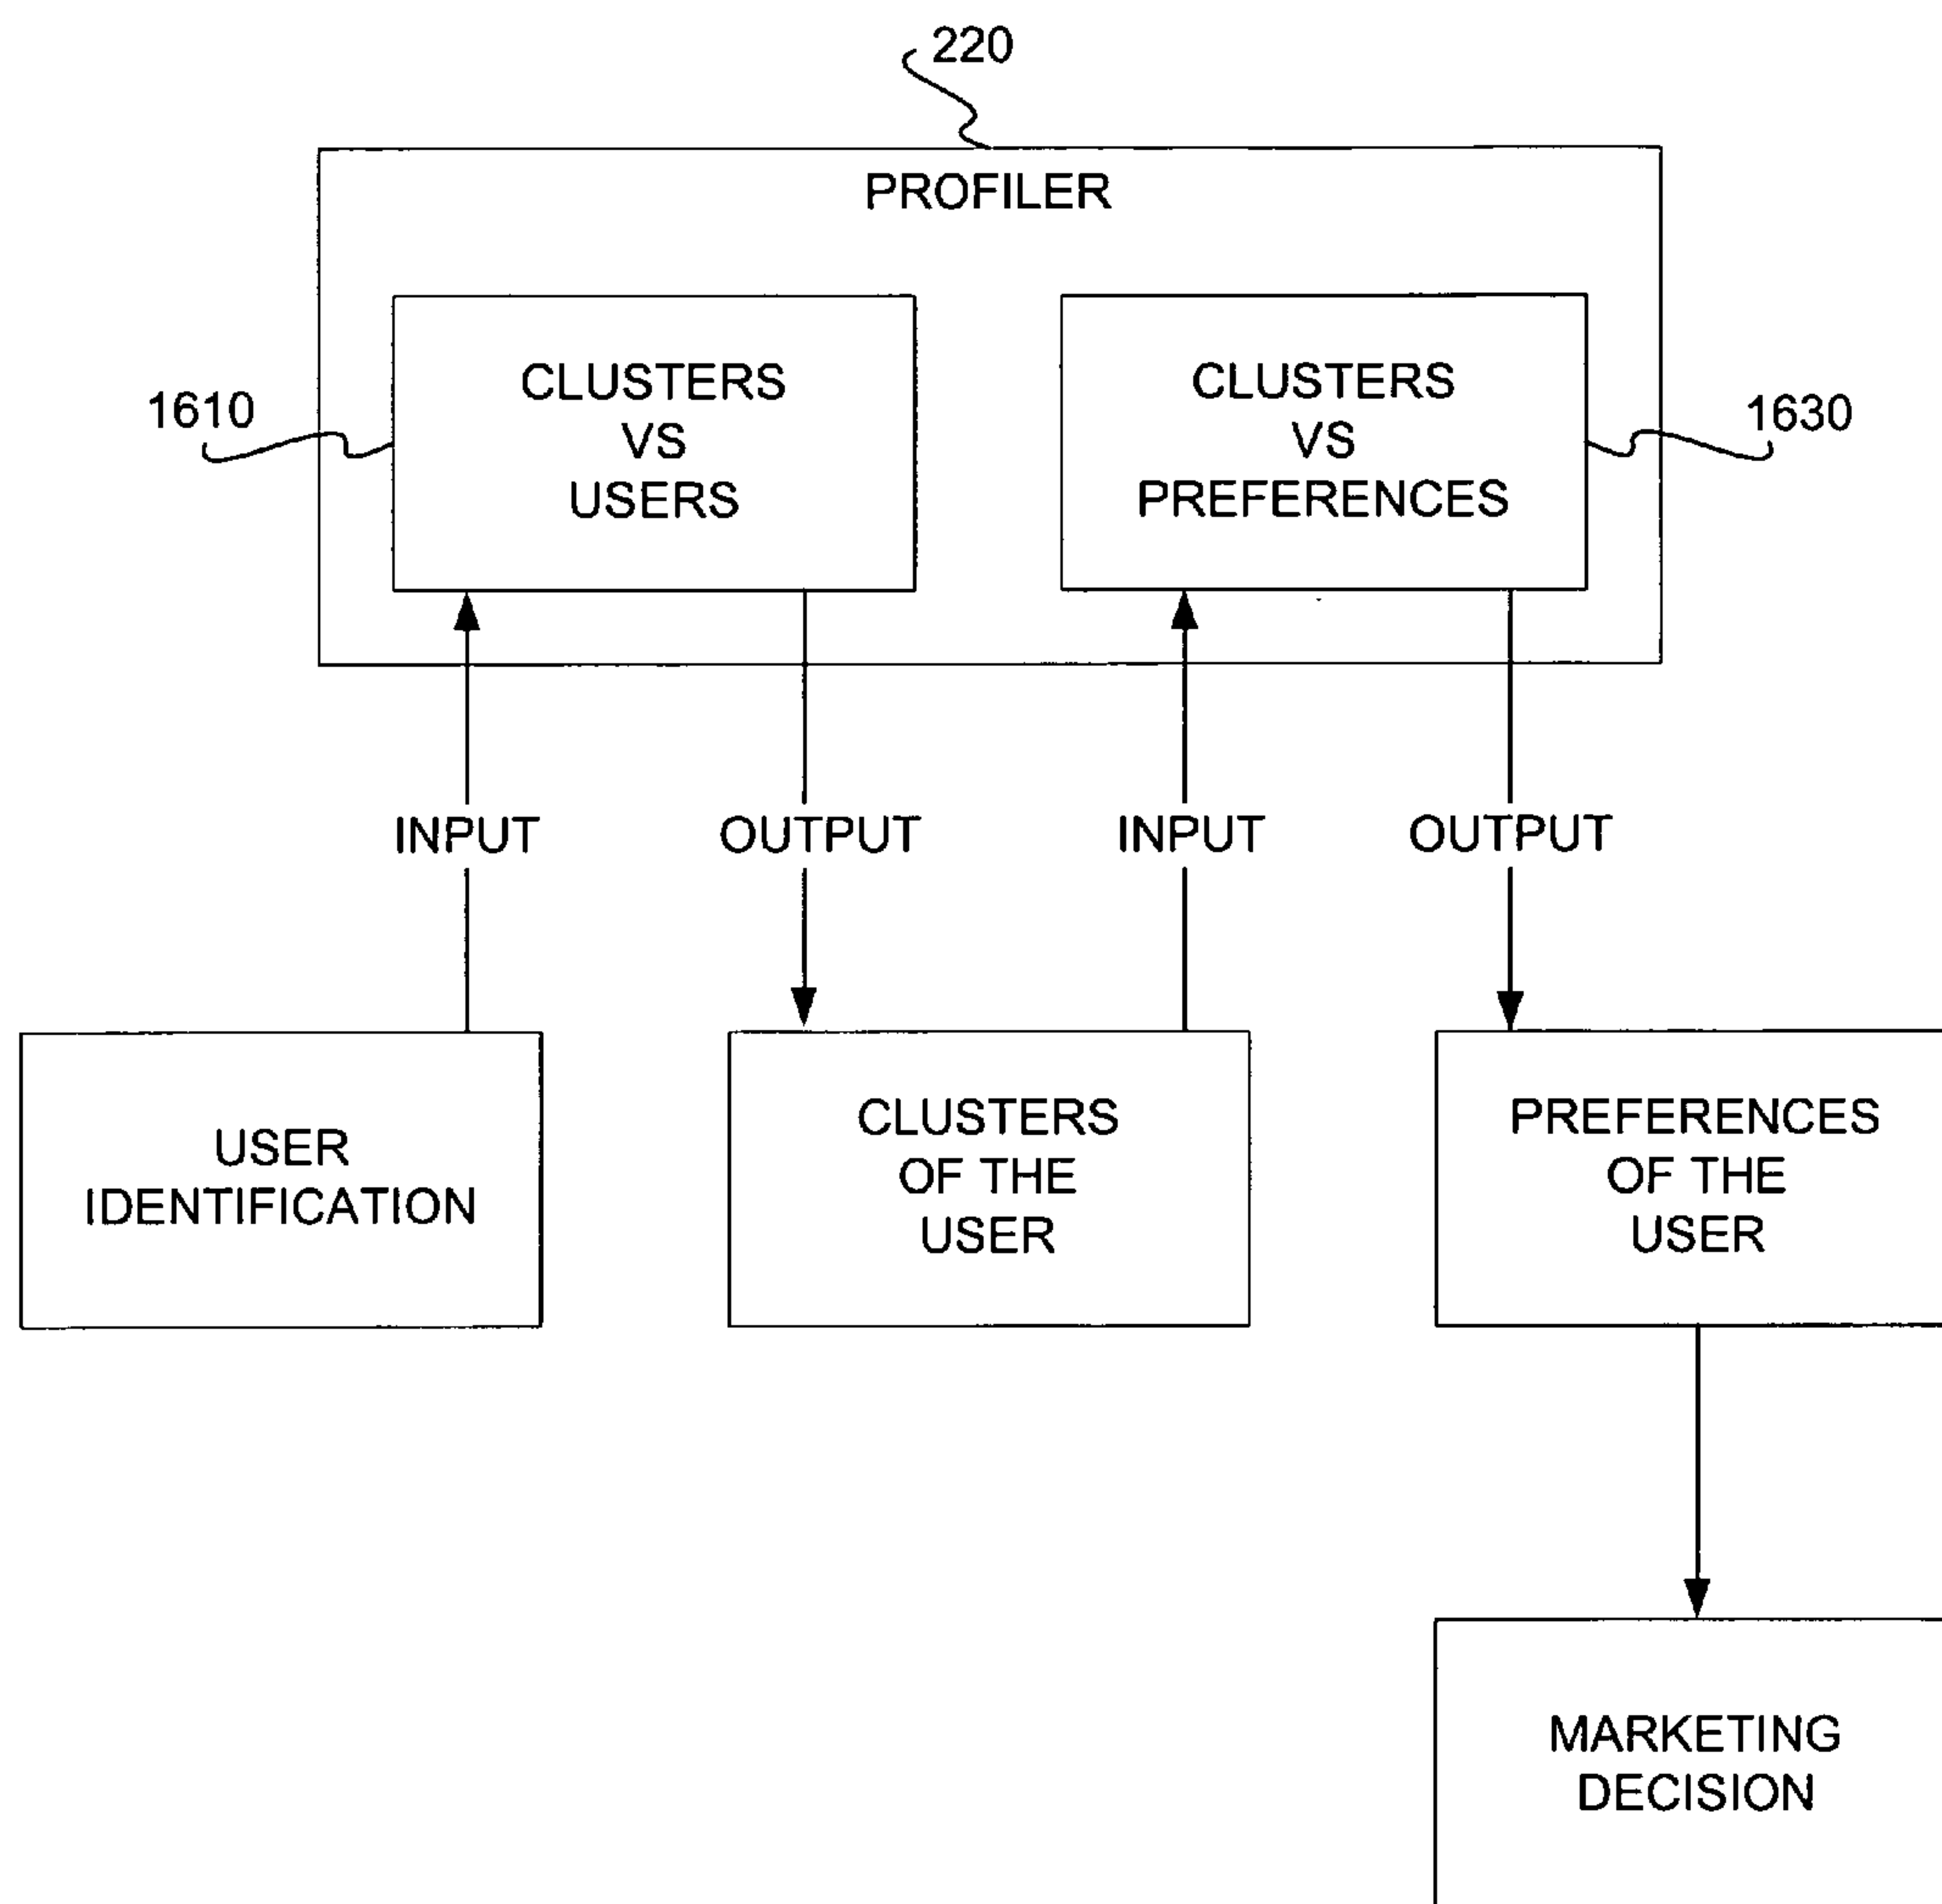 220
PROFILER
CLUSTERS
VS
USERS
CLUSTERS
VS
PREFERENCES
1610
1630
INPUT
OUTPUT
INPUT
OUTPUT
USER
IDENTIFICATION
CLUSTERS
OF THE
USER
PREFERENCES
OF THE
USER
MARKETING
DECISION